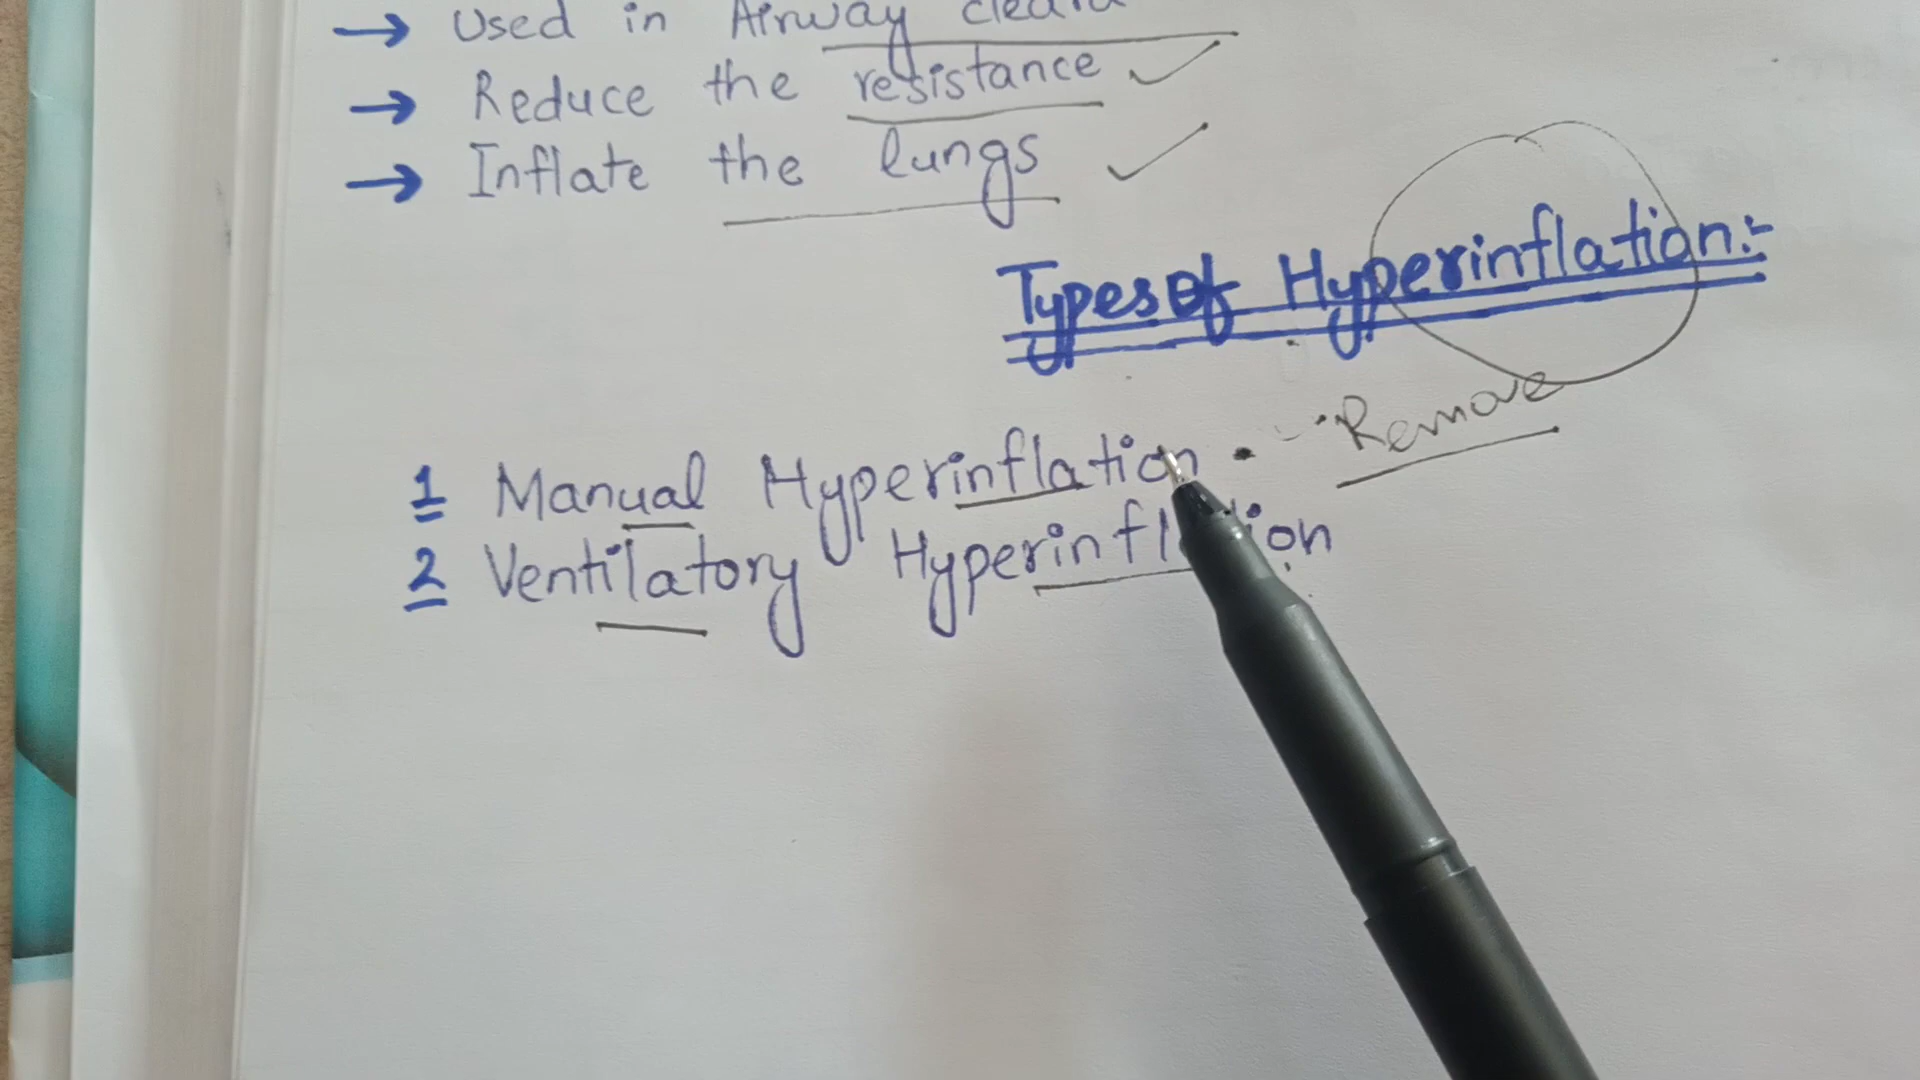 → Used in Airway
→ Reduce the resistance ✓
→ Inflate the lungs ✓
Types of Hyperinflation:-
Remove
1 Manual Hyperinflation
2 Ventilatory Hyperinflation